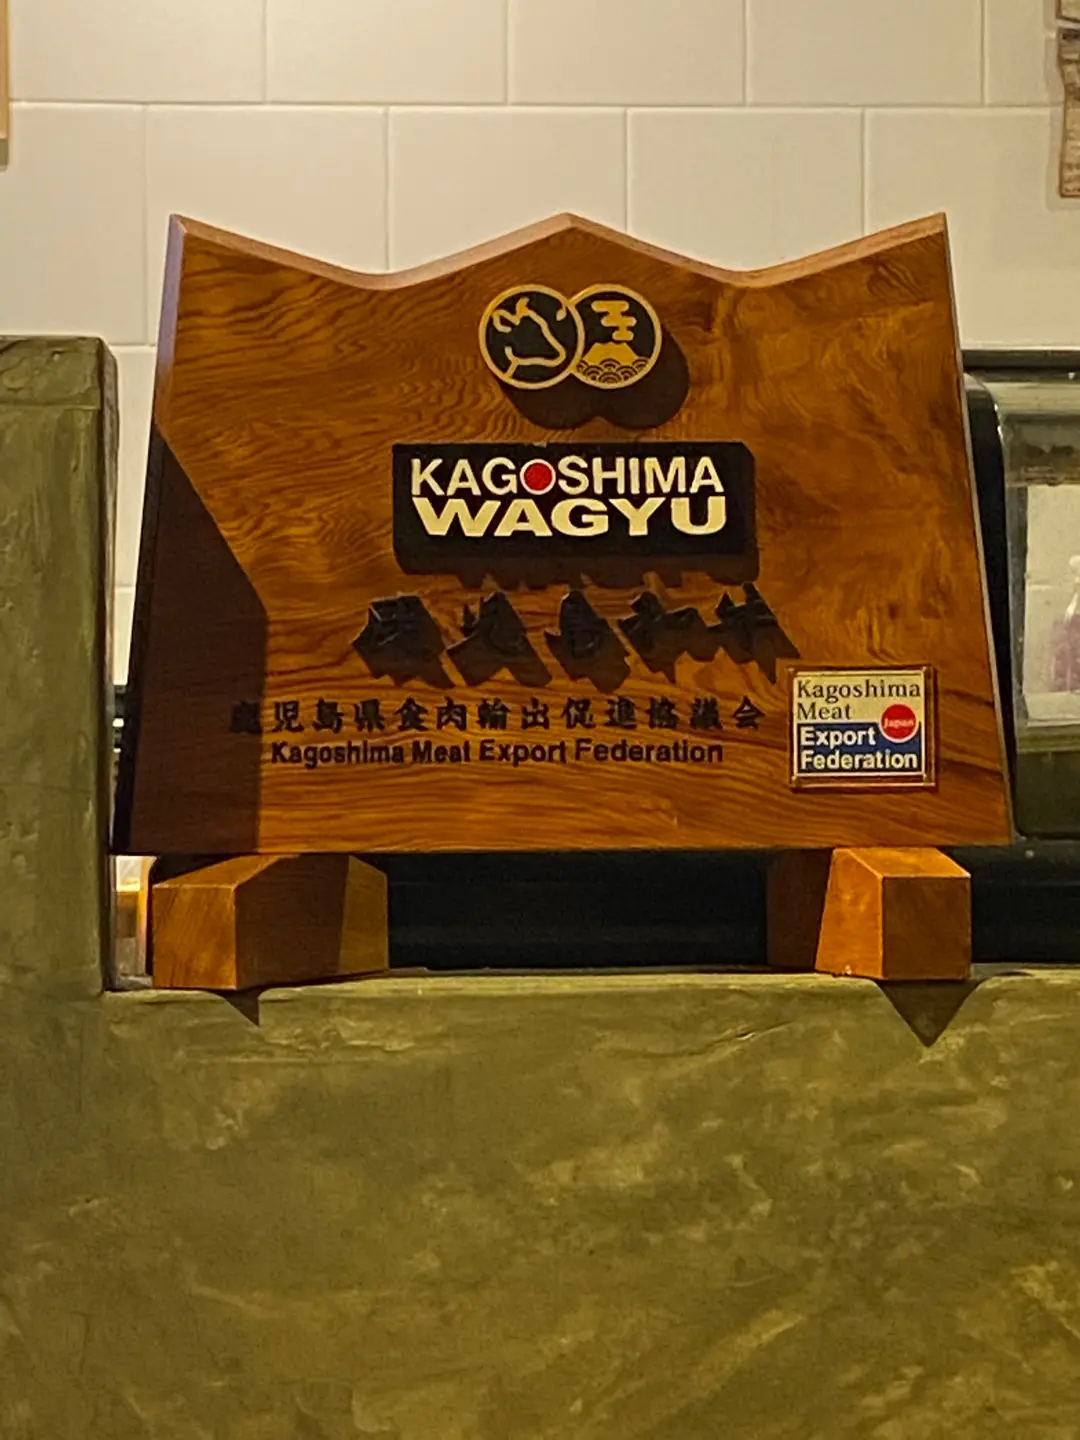 KAGOSHIMA
WAGYU
鹿児島和牛
鹿児島県食肉輸出促進協議会
Kagoshima Meat Export Federation
Kagoshima
Meat
Japan
Export
Federation